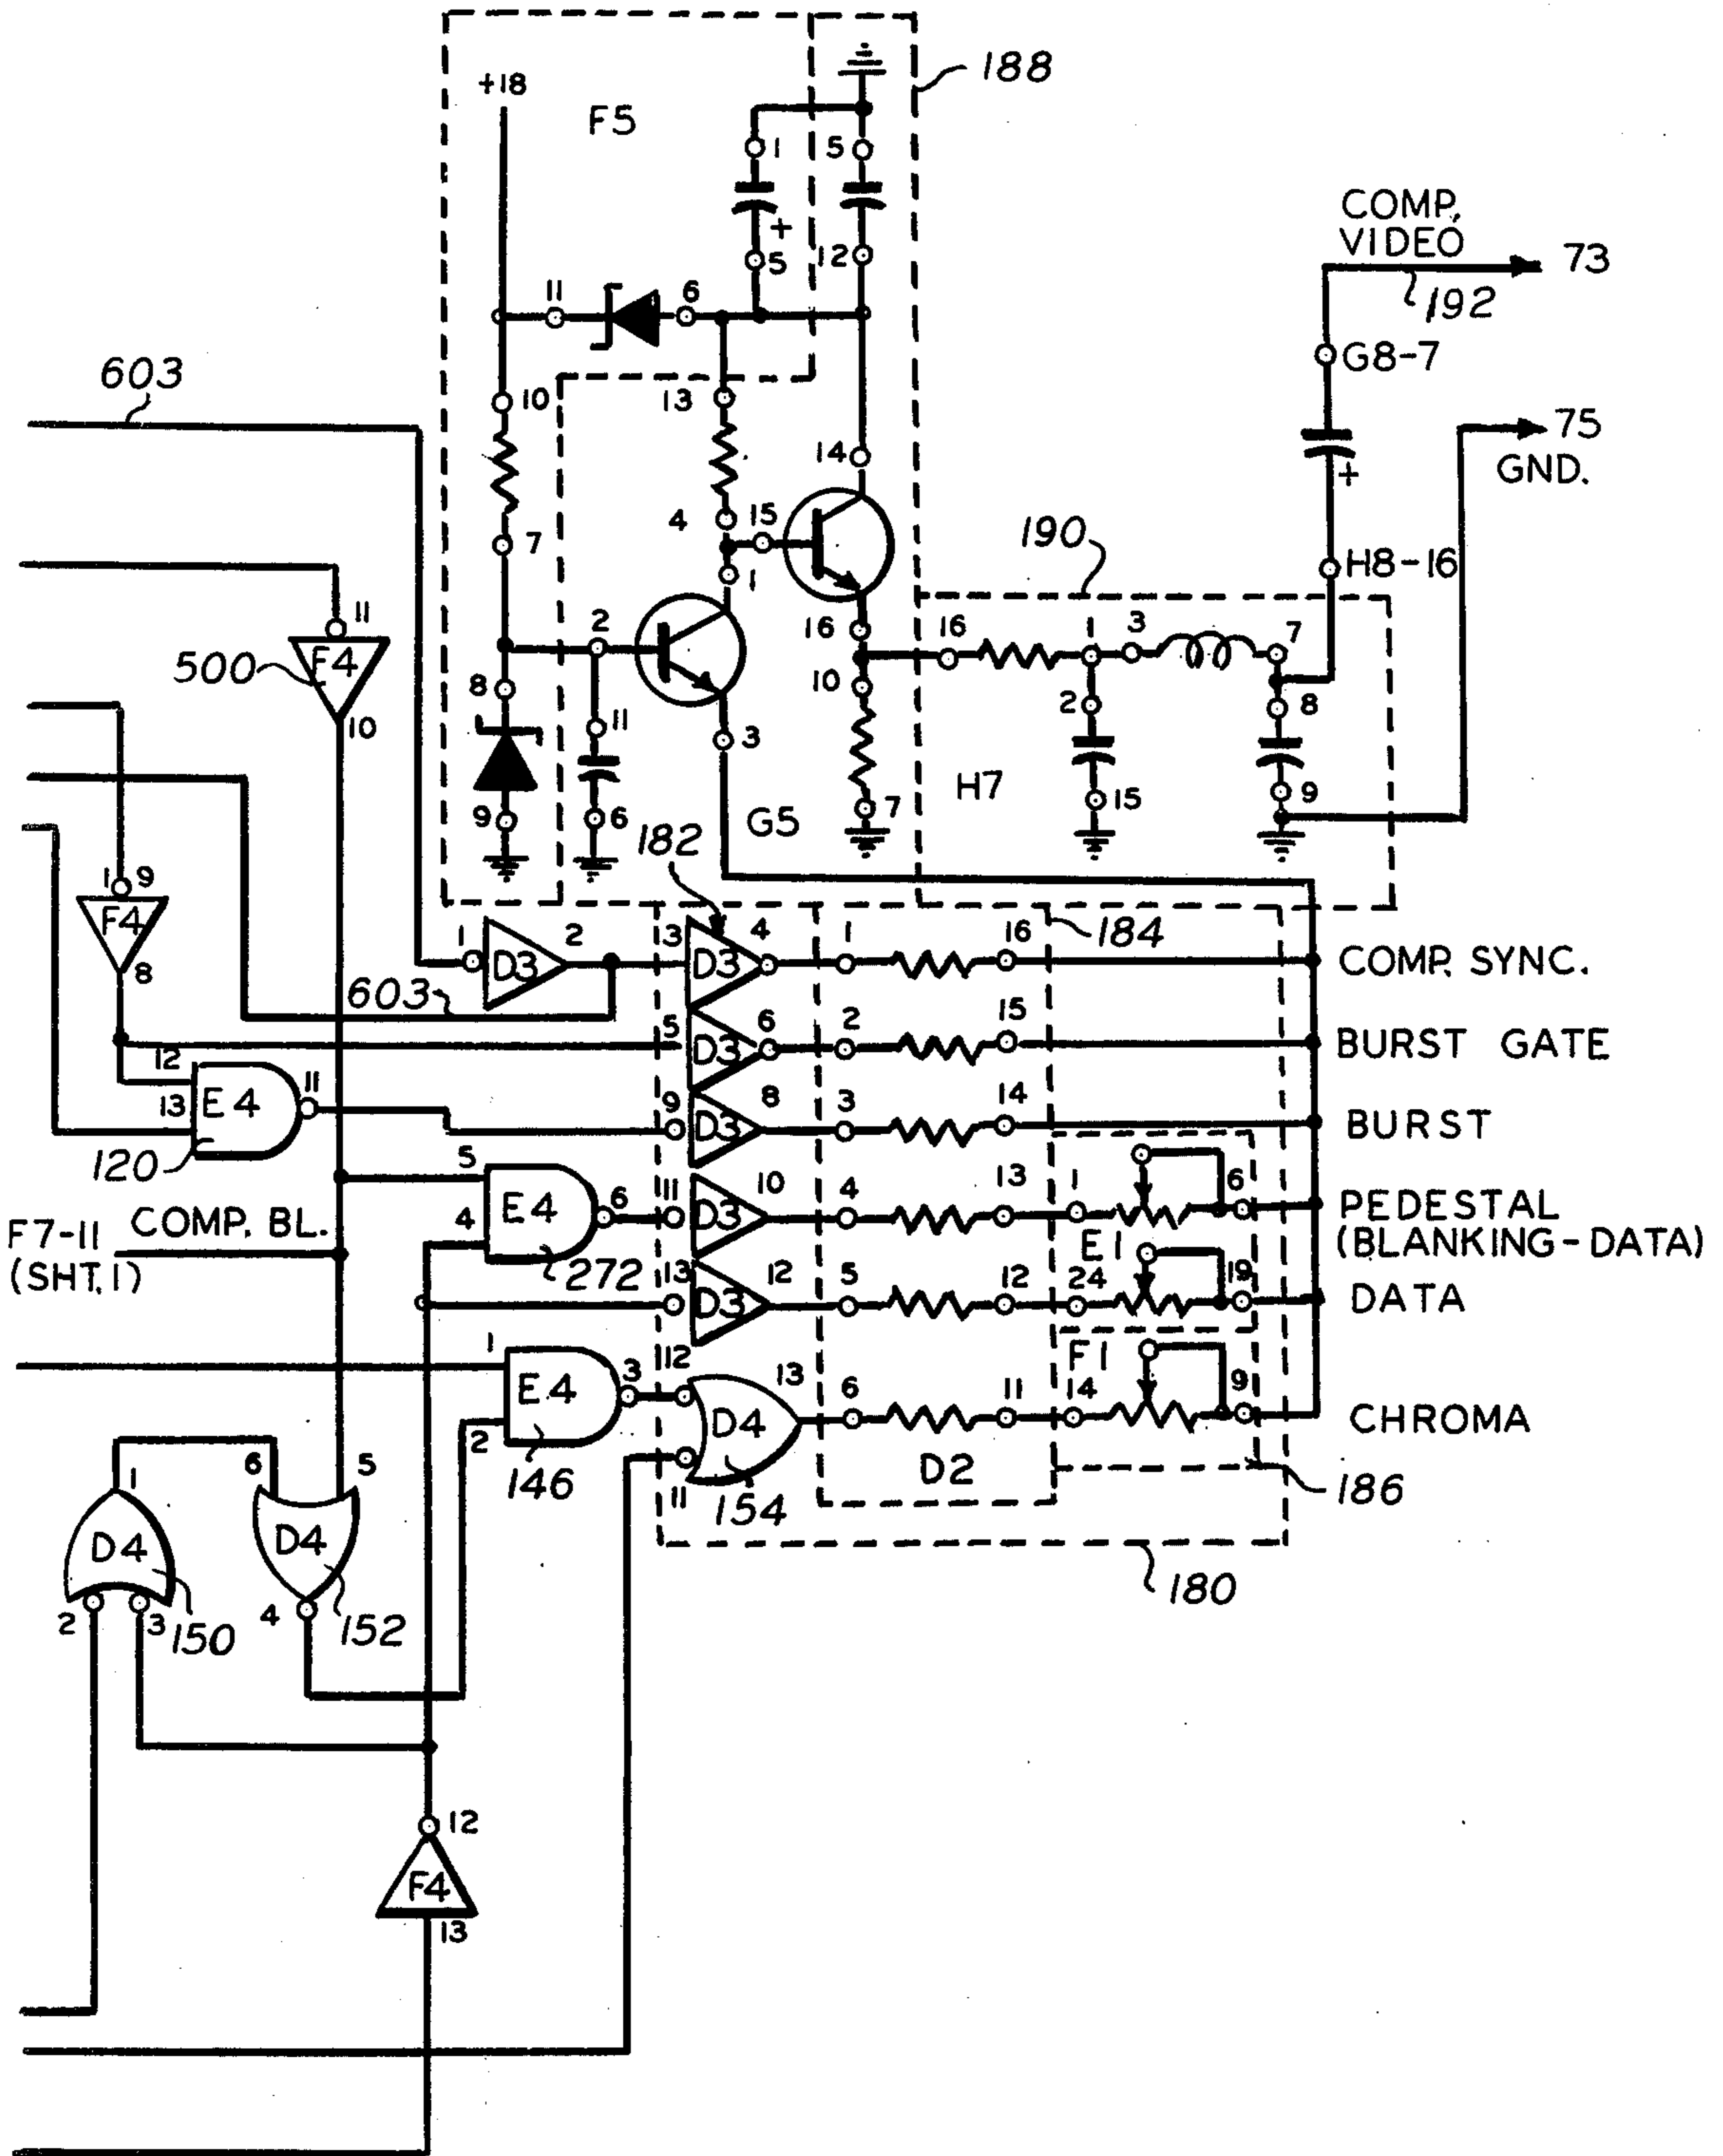 188
+18
F5
1
5
+
5
12
COMP.
VIDEO
73
192
11
6
G8-7
603
10
13
75
GND.
+
14
4
15
190
7
1
H8-16
11
F4
500
10
2
16
16
1
3
7
10
8
2
8
11
3
9
6
G5
7
H7
15
9
1
9
F4
8
182
1
D3
2
3
D3
4
1
16
184
COMP. SYNC.
603
12
5
D3
6
2
15
BURST GATE
13
E4
11
9
D3
8
3
14
BURST
120
5
4
E4
6
272
11
D3
10
4
13
1
6
PEDESTAL
(BLANKING-DATA)
F7-11
(SHT. 1)
COMP. BL.
E1
13
D3
12
5
12
24
19
DATA
1
E4
3
2
146
12
D4
13
11
154
6
11
F1
14
9
CHROMA
D2
186
180
1
6
5
D4
D4
2
3
150
4
152
12
F4
13